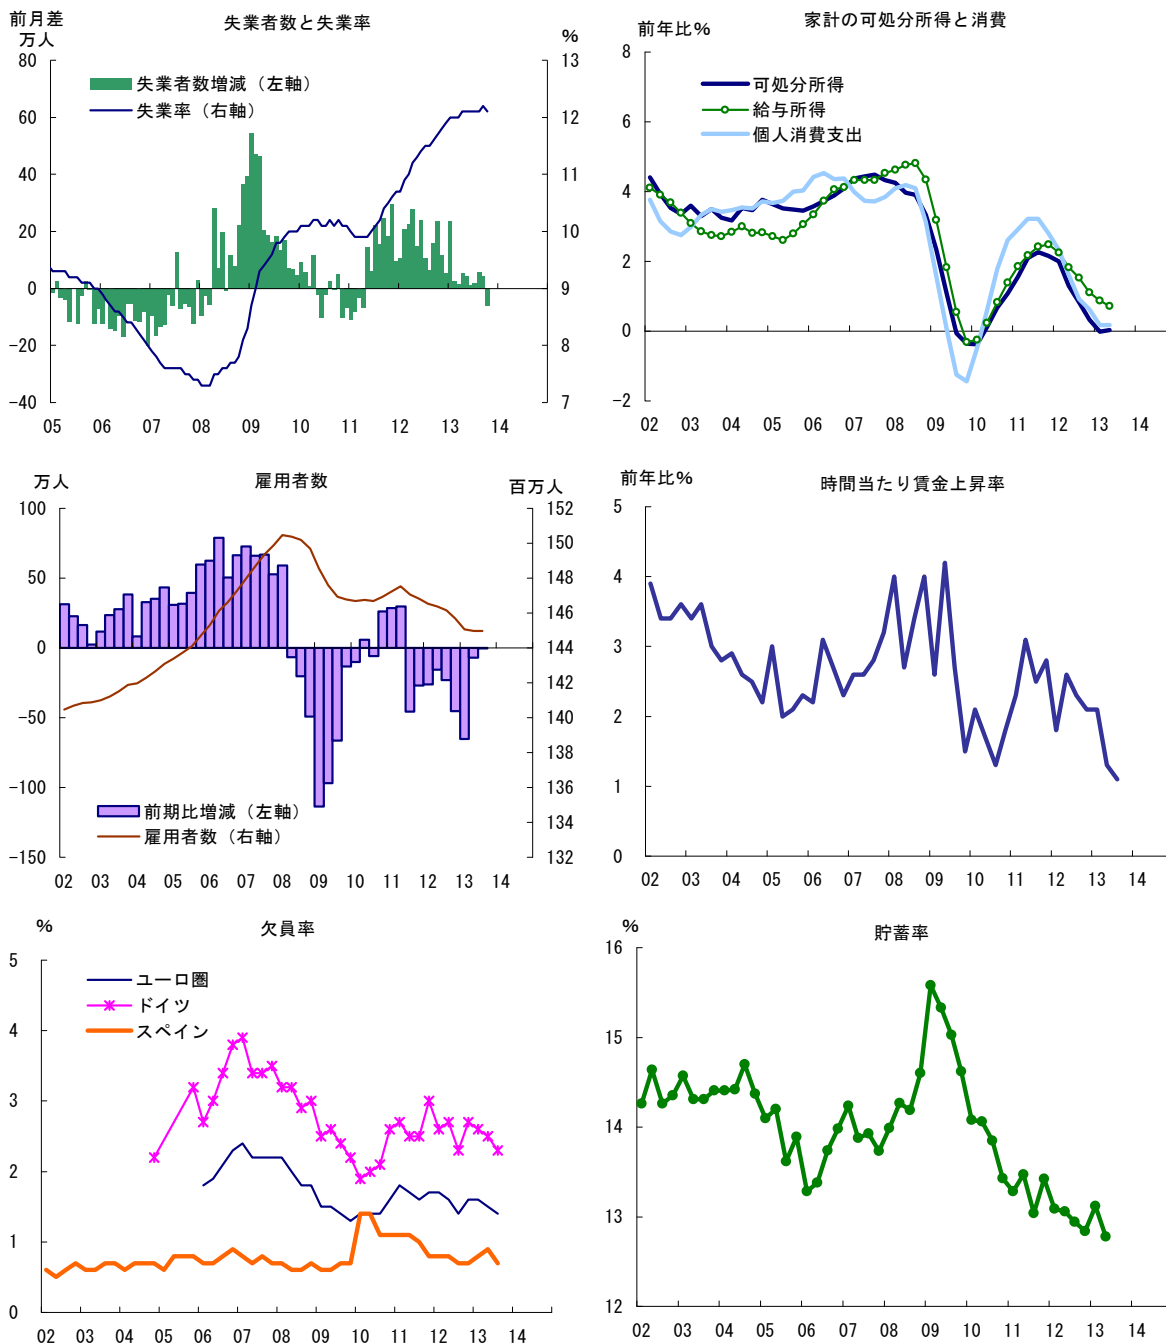 失業者数と失業率
前月差
万人
%
80
60
40
20
0
-20
-40
13
12
11
10
9
8
7
失業者数増減（左軸）
失業率（右軸）
05 06 07 08 09 10 11 12 13 14
家計の可処分所得と消費
前年比%
8
6
4
2
0
-2
可処分所得
給与所得
個人消費支出
02 03 04 05 06 07 08 09 10 11 12 13 14
雇用者数
万人
百万人
100
50
0
-50
-100
-150
152
150
148
146
144
142
140
138
136
134
132
前期比増減（左軸）
雇用者数（右軸）
02 03 04 05 06 07 08 09 10 11 12 13 14
時間当たり賃金上昇率
前年比%
5
4
3
2
1
0
02 03 04 05 06 07 08 09 10 11 12 13 14
欠員率
%
5
4
3
2
1
0
ユーロ圏
ドイツ
スペイン
02 03 04 05 06 07 08 09 10 11 12 13 14
貯蓄率
%
16
15
14
13
12
02 03 04 05 06 07 08 09 10 11 12 13 14